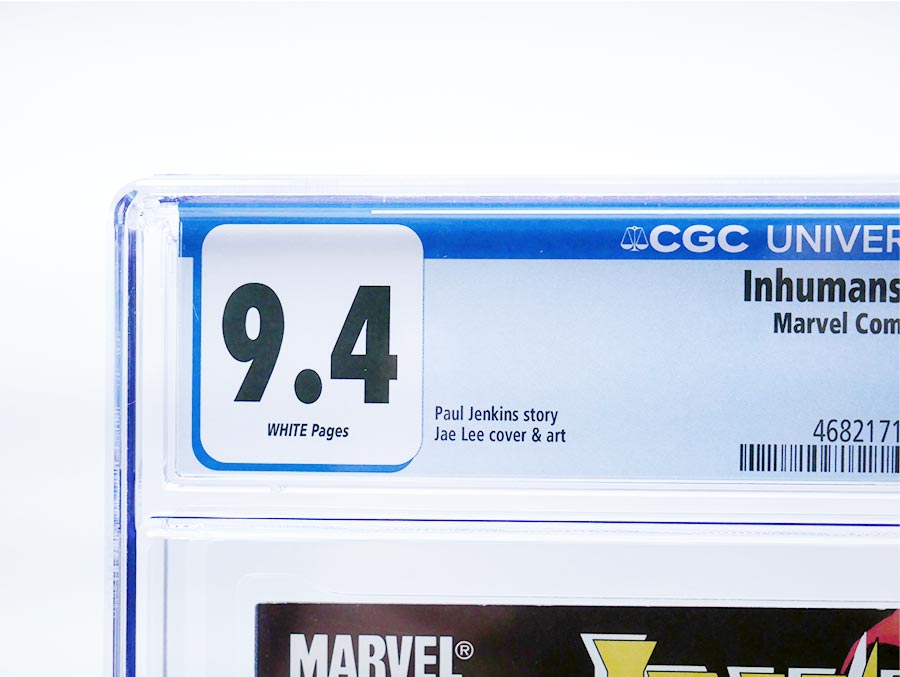 CGC UNIVER
9.4
WHITE Pages
Inhumans
Marvel Com
Paul Jenkins story
Jae Lee cover & art
4682171
MARVEL®